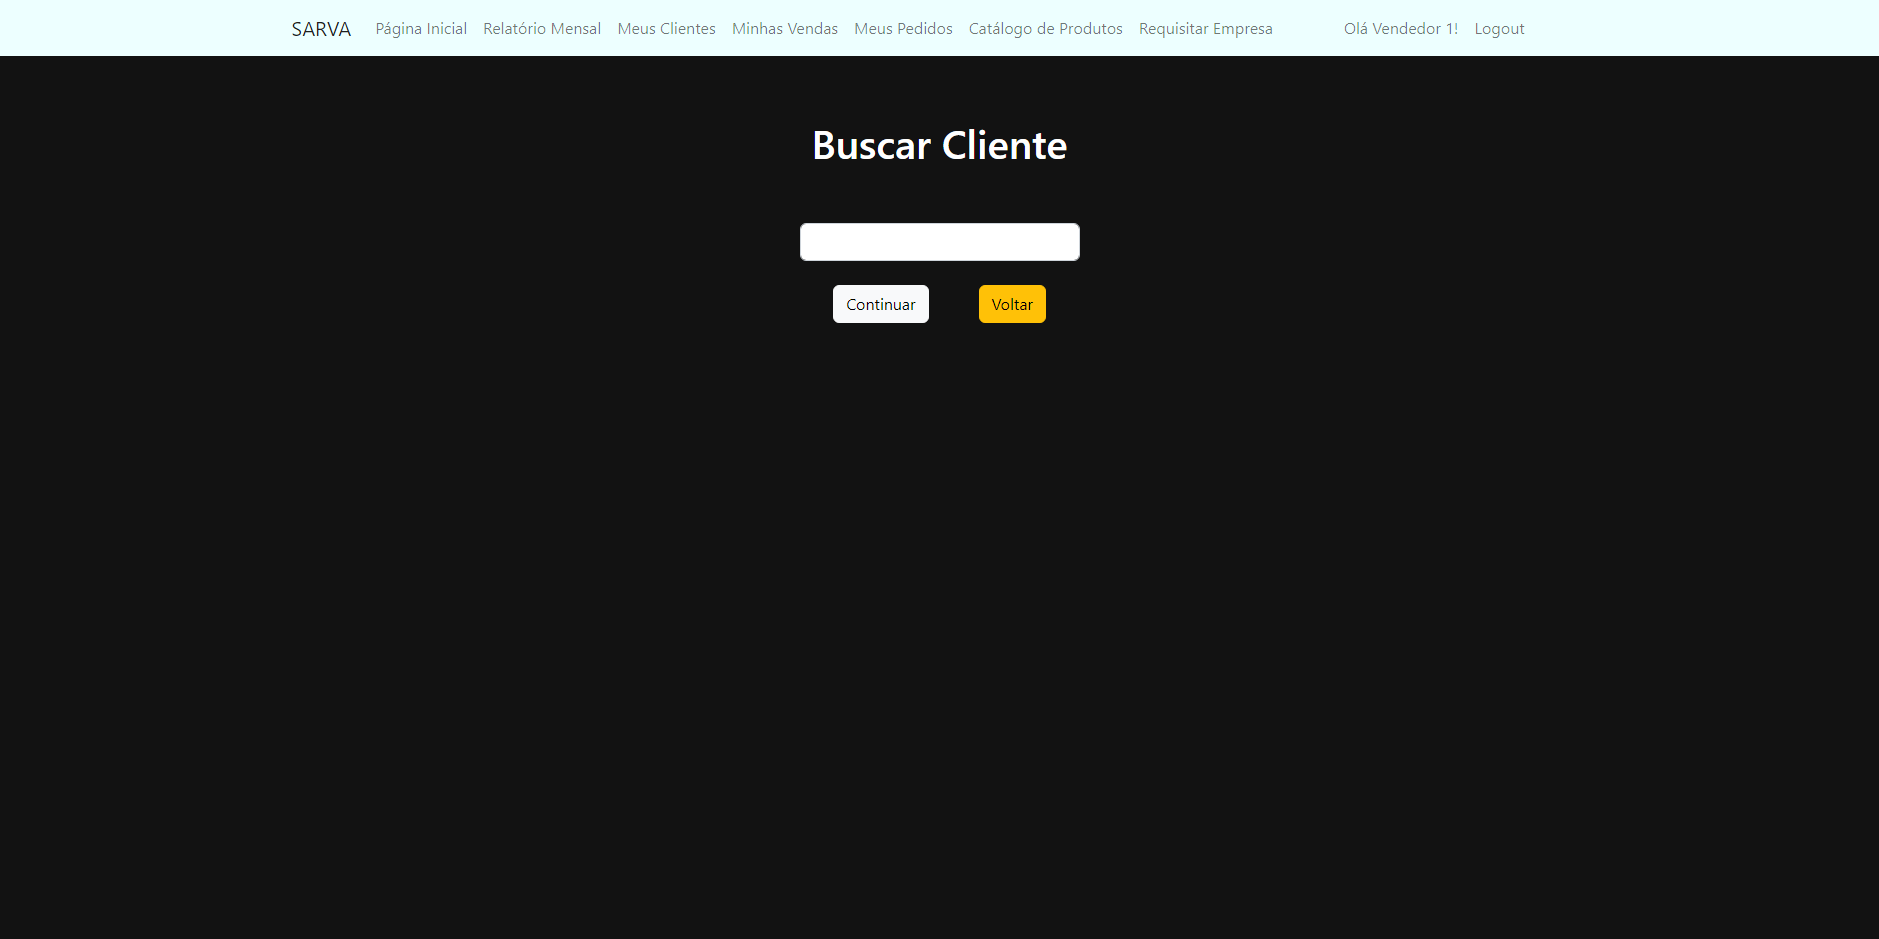 SARVA Página Inicial Relatório Mensal Meus Clientes Minhas Vendas Meus Pedidos Catálogo de Produtos Requisitar Empresa Olá Vendedor 1! Logout
Buscar Cliente
Continuar Voltar